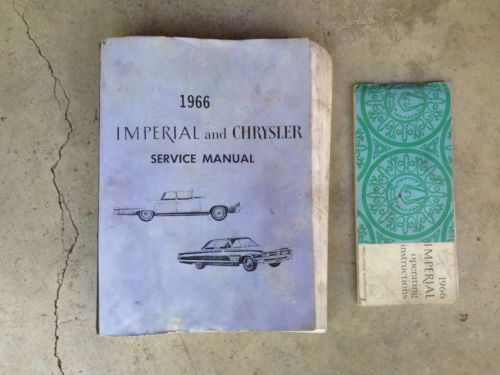 1966
IMPERIAL and CHRYSLER
SERVICE MANUAL
1966
IMPERIAL
operating
instructions